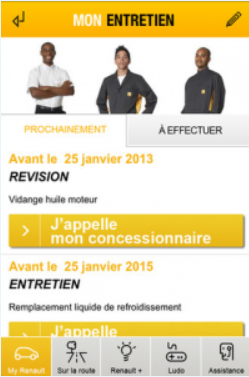 MON ENTRETIEN
PROCHAINEMENT
À EFFECTUER
Avant le 25 janvier 2013
REVISION
Vidange huile moteur
J'appelle
mon concessionnaire
Avant le 25 janvier 2015
ENTRETIEN
Remplacement liquide de refroidissement
J'appelle
My Renault
Sur la route
Renault +
Ludo
Assistance